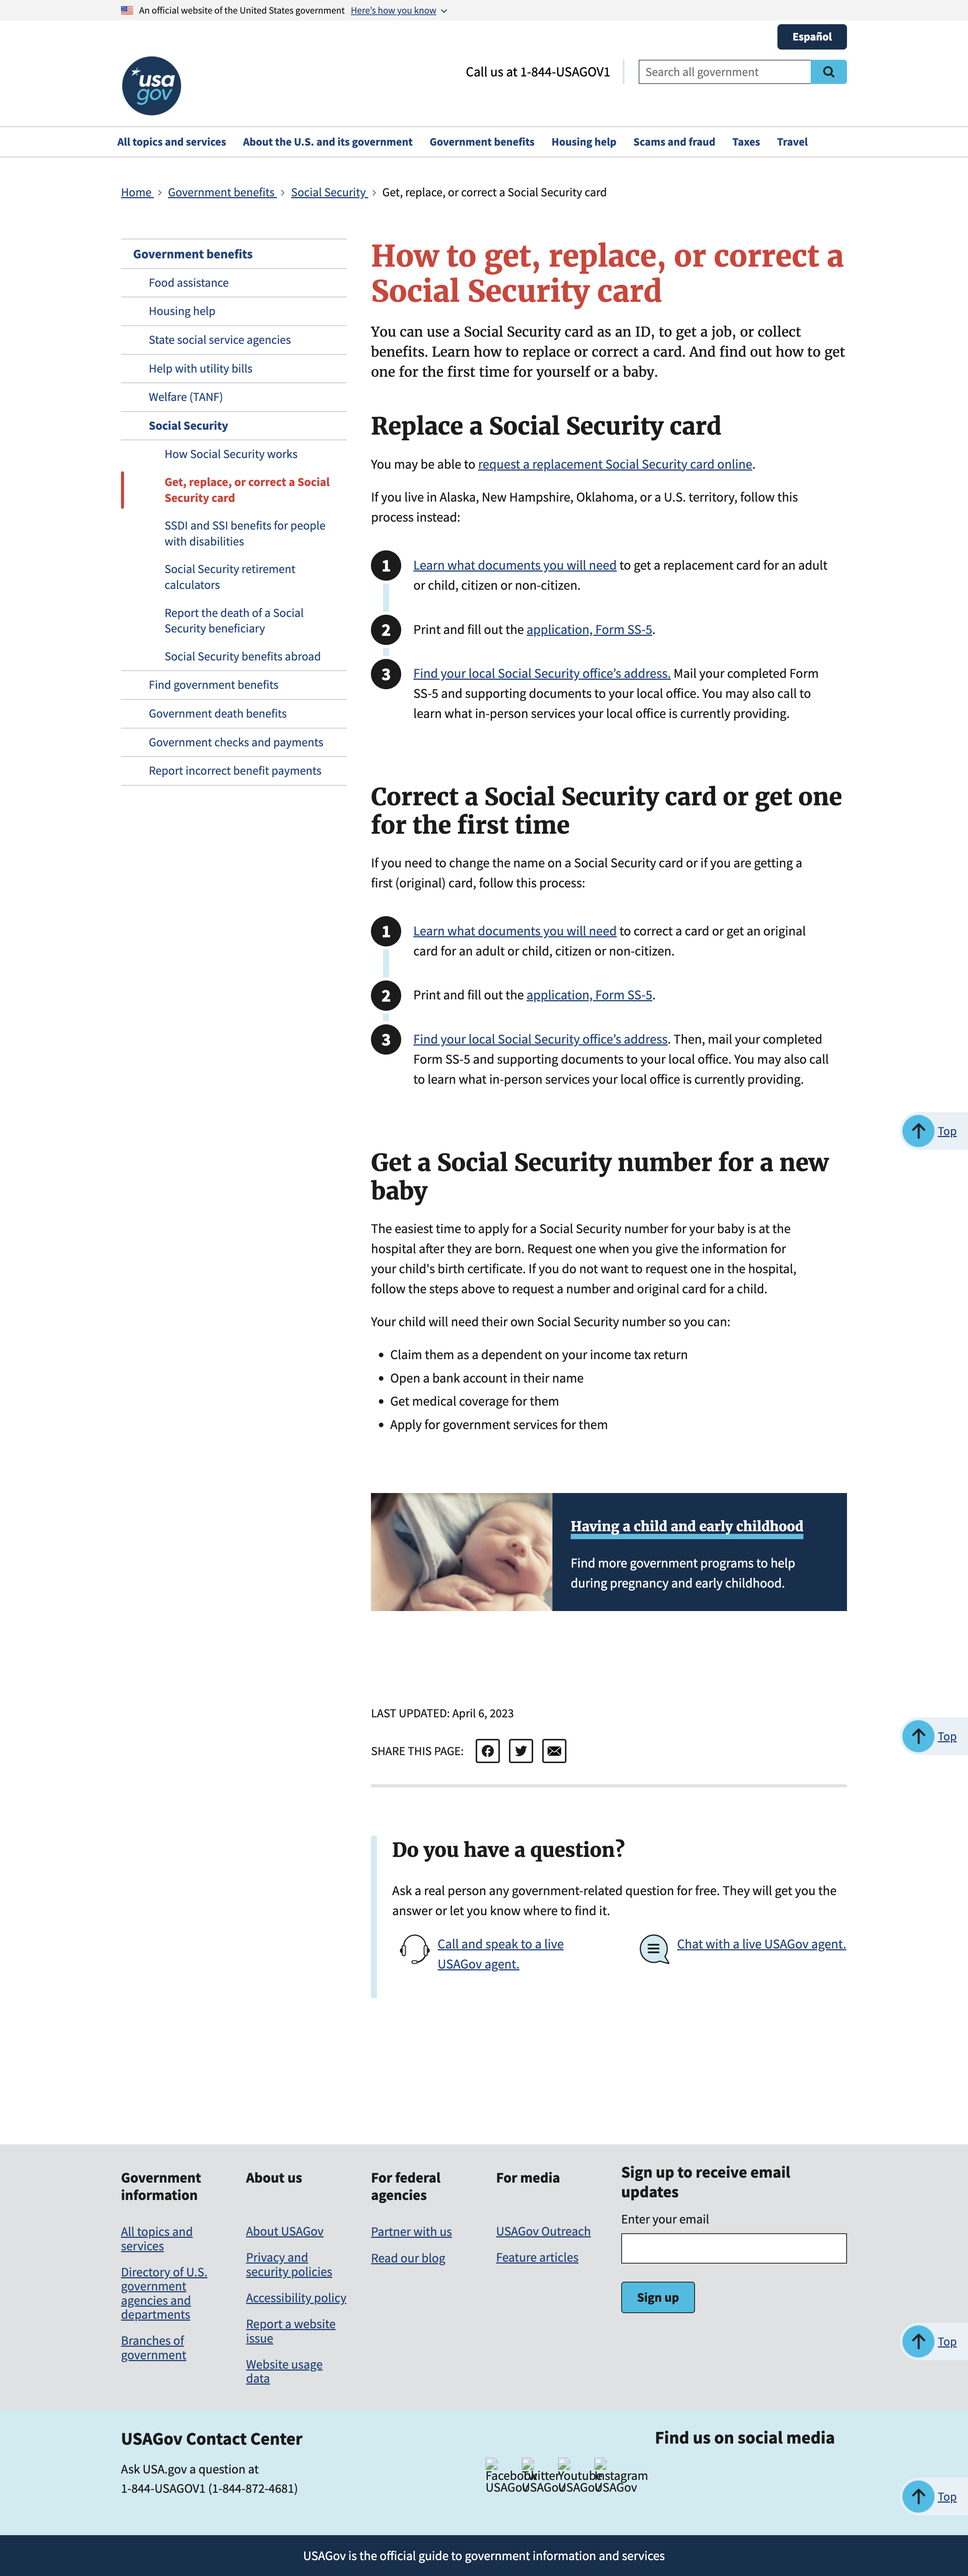 An official website of the United States government Here's how you know
Español
usa
gov
Call us at 1-844-USAGOV1
Search all government
All topics and services About the U.S. and its government Government benefits Housing help Scams and fraud Taxes Travel
Home Government benefits Social Security Get, replace, or correct a Social Security card
Government benefits
Food assistance
Housing help
State social service agencies
Help with utility bills
Welfare (TANF)
Social Security
How Social Security works
Get, replace, or correct a Social
Security card
SSDI and SSI benefits for people
with disabilities
Social Security retirement
calculators
Report the death of a Social
Security beneficiary
Social Security benefits abroad
Find government benefits
Government death benefits
Government checks and payments
Report incorrect benefit payments
How to get, replace, or correct a
Social Security card
You can use a Social Security card as an ID, to get a job, or collect
benefits. Learn how to replace or correct a card. And find out how to get
one for the first time for yourself or a baby.
Replace a Social Security card
You may be able to request a replacement Social Security card online.
If you live in Alaska, New Hampshire, Oklahoma, or a U.S. territory, follow this
process instead:
1 Learn what documents you will need to get a replacement card for an adult
or child, citizen or non-citizen.
2 Print and fill out the application, Form SS-5.
3 Find your local Social Security office's address. Mail your completed Form
SS-5 and supporting documents to your local office. You may also call to
learn what in-person services your local office is currently providing.
Correct a Social Security card or get one
for the first time
If you need to change the name on a Social Security card or if you are getting a
first (original) card, follow this process:
1 Learn what documents you will need to correct a card or get an original
card for an adult or child, citizen or non-citizen.
2 Print and fill out the application, Form SS-5.
3 Find your local Social Security office's address. Then, mail your completed
Form SS-5 and supporting documents to your local office. You may also call
to learn what in-person services your local office is currently providing.
Top
Get a Social Security number for a new
baby
The easiest time to apply for a Social Security number for your baby is at the
hospital after they are born. Request one when you give the information for
your child's birth certificate. If you do not want to request one in the hospital,
follow the steps above to request a number and original card for a child.
Your child will need their own Social Security number so you can:
• Claim them as a dependent on your income tax return
• Open a bank account in their name
• Get medical coverage for them
• Apply for government services for them
Having a child and early childhood
Find more government programs to help
during pregnancy and early childhood.
LAST UPDATED: April 6, 2023
Top
SHARE THIS PAGE:
Do you have a question?
Ask a real person any government-related question for free. They will get you the
answer or let you know where to find it.
Call and speak to a live
USAGov agent.
Chat with a live USAGov agent.
Government
information
All topics and
services
Directory of U.S.
government
agencies and
departments
Branches of
government
About us
About USAGov
Privacy and
security policies
Accessibility policy
Report a website
issue
Website usage
data
For federal
agencies
Partner with us
Read our blog
For media
USAGov Outreach
Feature articles
Sign up to receive email
updates
Enter your email
Sign up
Top
USAGov Contact Center
Ask USA.gov a question at
1-844-USAGOV1 (1-844-872-4681)
Find us on social media
Facebook Twitter Youtube Instagram
USAGov USAGov USAGov USAGov
Top
USAGov is the official guide to government information and services